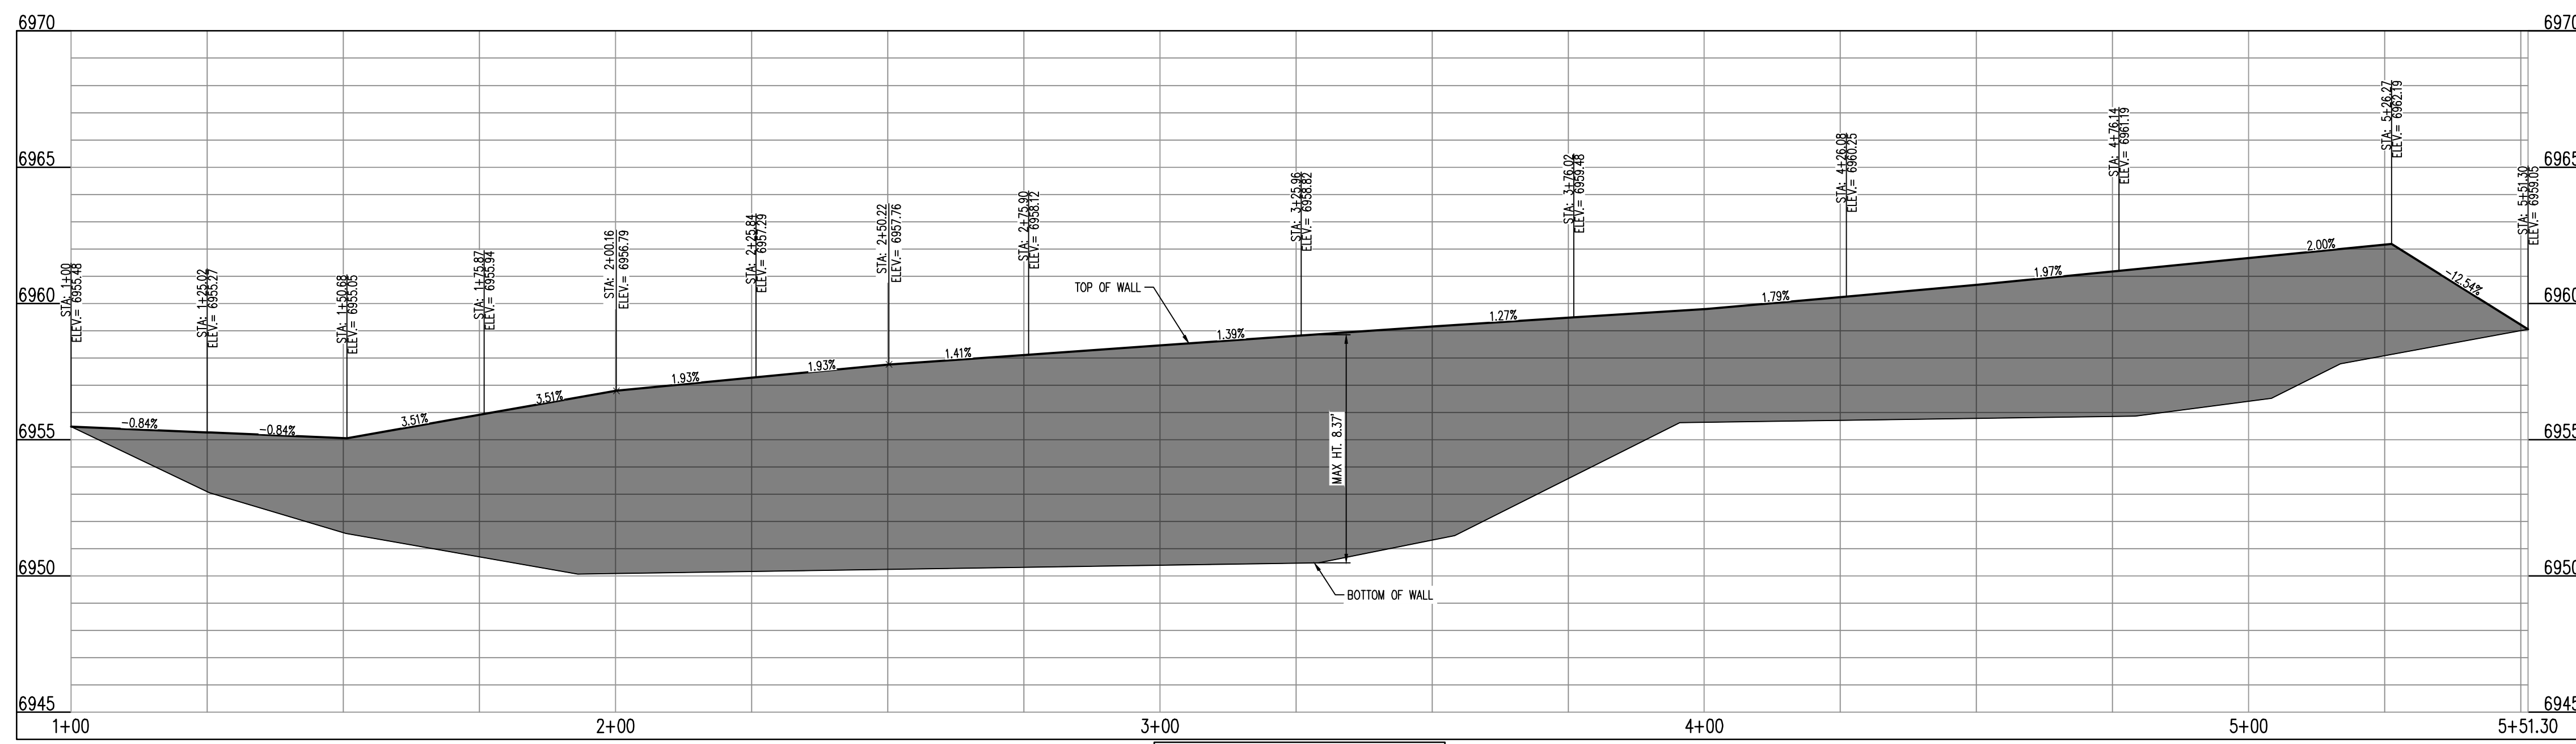 6970
6970
6965
6965
6960
6960
6955
6955
6950
6950
6945
6945
STA: 1+00
ELEV.= 6955.48
STA: 1+25.02
ELEV.= 6955.27
STA: 1+50.68
ELEV.= 6955.05
STA: 1+75.87
ELEV.= 6955.94
STA: 2+00.16
ELEV.= 6956.79
STA: 2+25.84
ELEV.= 6957.29
STA: 2+50.22
ELEV.= 6957.76
STA: 2+75.90
ELEV.= 6958.12
STA: 3+25.96
ELEV.= 6958.82
STA: 3+76.02
ELEV.= 6959.48
STA: 4+26.08
ELEV.= 6960.25
STA: 4+76.14
ELEV.= 6961.19
STA: 5+26.27
ELEV.= 6962.19
STA: 5+51.30
ELEV.= 6959.05
-0.84%
-0.84%
3.51%
3.51%
1.93%
1.93%
1.41%
1.39%
1.27%
1.79%
1.97%
2.00%
-12.54%
TOP OF WALL
MAX HT. 8.37'
BOTTOM OF WALL
1+00
2+00
3+00
4+00
5+00
5+51.30